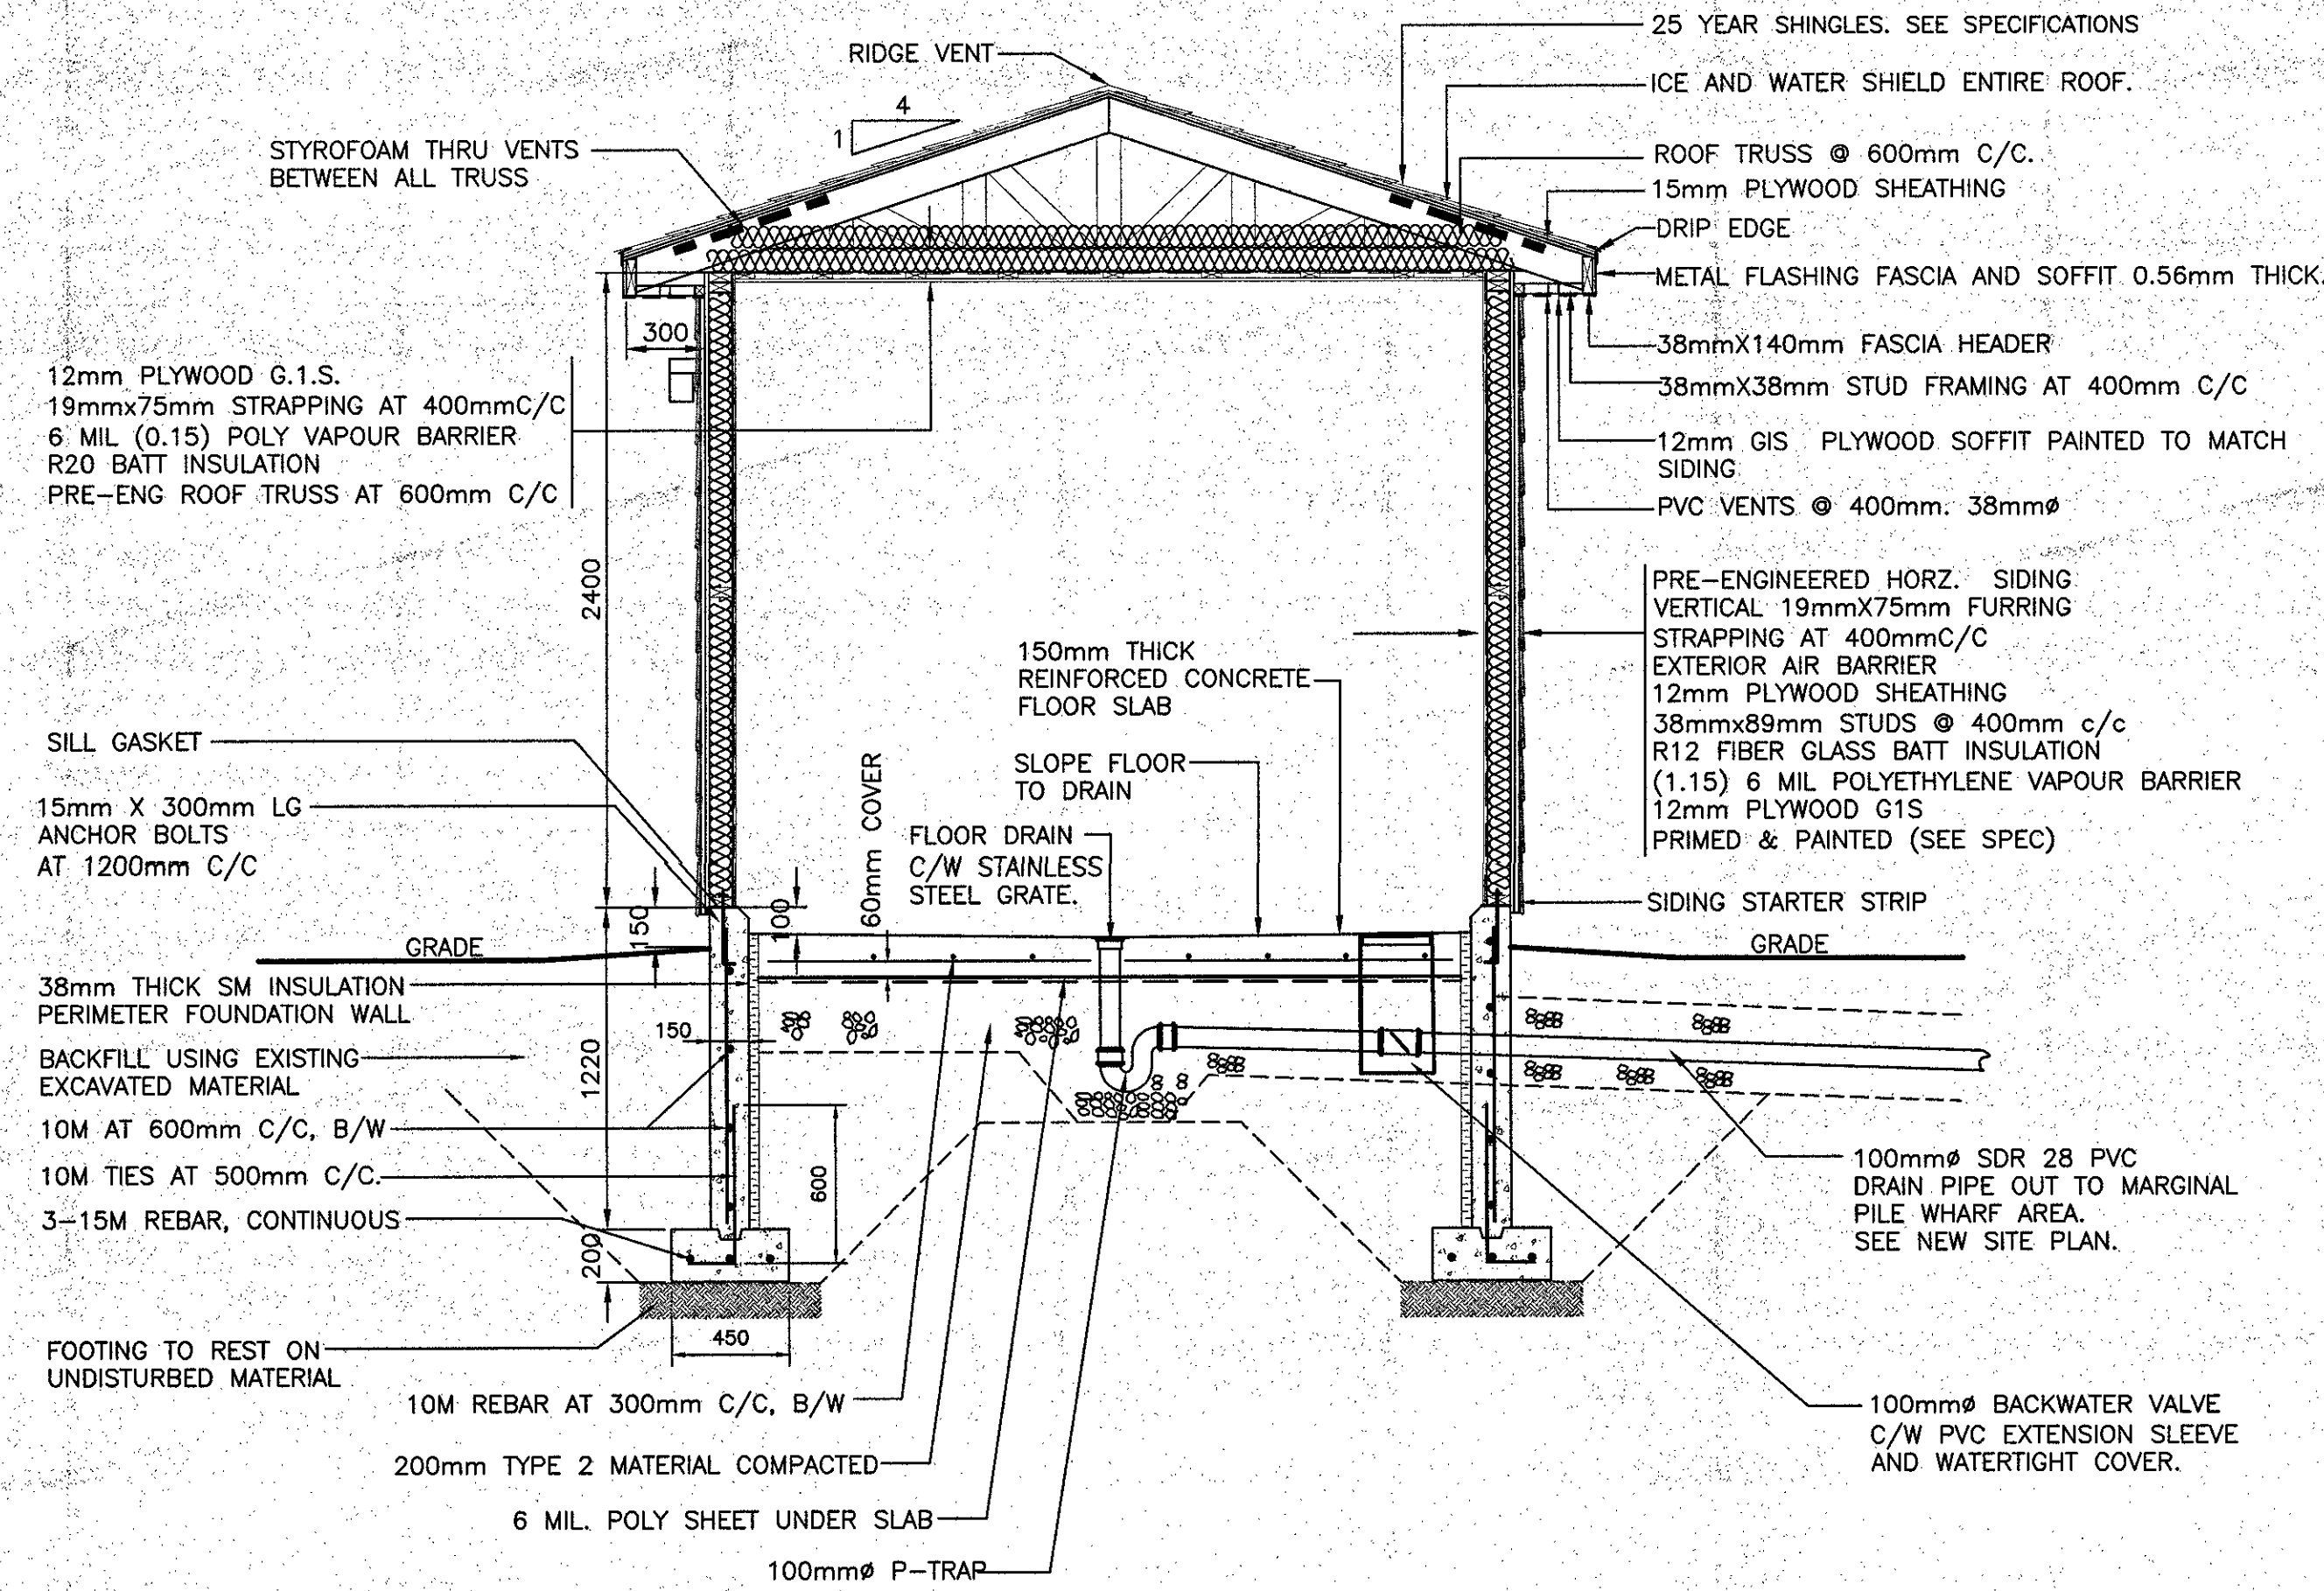 25 YEAR SHINGLES. SEE SPECIFICATIONS
RIDGE VENT
ICE AND WATER SHIELD ENTIRE ROOF.
4
1
STYROFOAM THRU VENTS
BETWEEN ALL TRUSS
ROOF TRUSS @ 600mm C/C.
15mm PLYWOOD SHEATHING
DRIP EDGE
METAL FLASHING FASCIA AND SOFFIT 0.56mm THICK.
300
38mmX140mm FASCIA HEADER
38mmX38mm STUD FRAMING AT 400mm C/C
12mm GIS PLYWOOD SOFFIT PAINTED TO MATCH
SIDING
PVC VENTS @ 400mm. 38mmø
12mm PLYWOOD G.1.S.
19mmx75mm STRAPPING AT 400mmC/C
6 MIL (0.15) POLY VAPOUR BARRIER
R20 BATT INSULATION
PRE-ENG ROOF TRUSS AT 600mm C/C
2400
PRE-ENGINEERED HORZ. SIDING
VERTICAL 19mmX75mm FURRING
STRAPPING AT 400mmC/C
EXTERIOR AIR BARRIER
12mm PLYWOOD SHEATHING
38mmx89mm STUDS @ 400mm c/c
R12 FIBER GLASS BATT INSULATION
(1.15) 6 MIL POLYETHYLENE VAPOUR BARRIER
12mm PLYWOOD G1S
PRIMED & PAINTED (SEE SPEC)
150mm THICK
REINFORCED CONCRETE
FLOOR SLAB
SLOPE FLOOR
TO DRAIN
FLOOR DRAIN
C/W STAINLESS
STEEL GRATE.
60mm COVER
SILL GASKET
15mm X 300mm LG
ANCHOR BOLTS
AT 1200mm C/C
SIDING STARTER STRIP
150
100
GRADE
GRADE
38mm THICK SM INSULATION
PERIMETER FOUNDATION WALL
150
BACKFILL USING EXISTING
EXCAVATED MATERIAL
1220
10M AT 600mm C/C, B/W
10M TIES AT 500mm C/C.
600
3-15M REBAR, CONTINUOUS
200
100mmø SDR 28 PVC
DRAIN PIPE OUT TO MARGINAL
PILE WHARF AREA.
SEE NEW SITE PLAN.
450
FOOTING TO REST ON
UNDISTURBED MATERIAL
10M REBAR AT 300mm C/C, B/W
200mm TYPE 2 MATERIAL COMPACTED
6 MIL. POLY SHEET UNDER SLAB
100mmø P-TRAP
100mmø BACKWATER VALVE
C/W PVC EXTENSION SLEEVE
AND WATERTIGHT COVER.